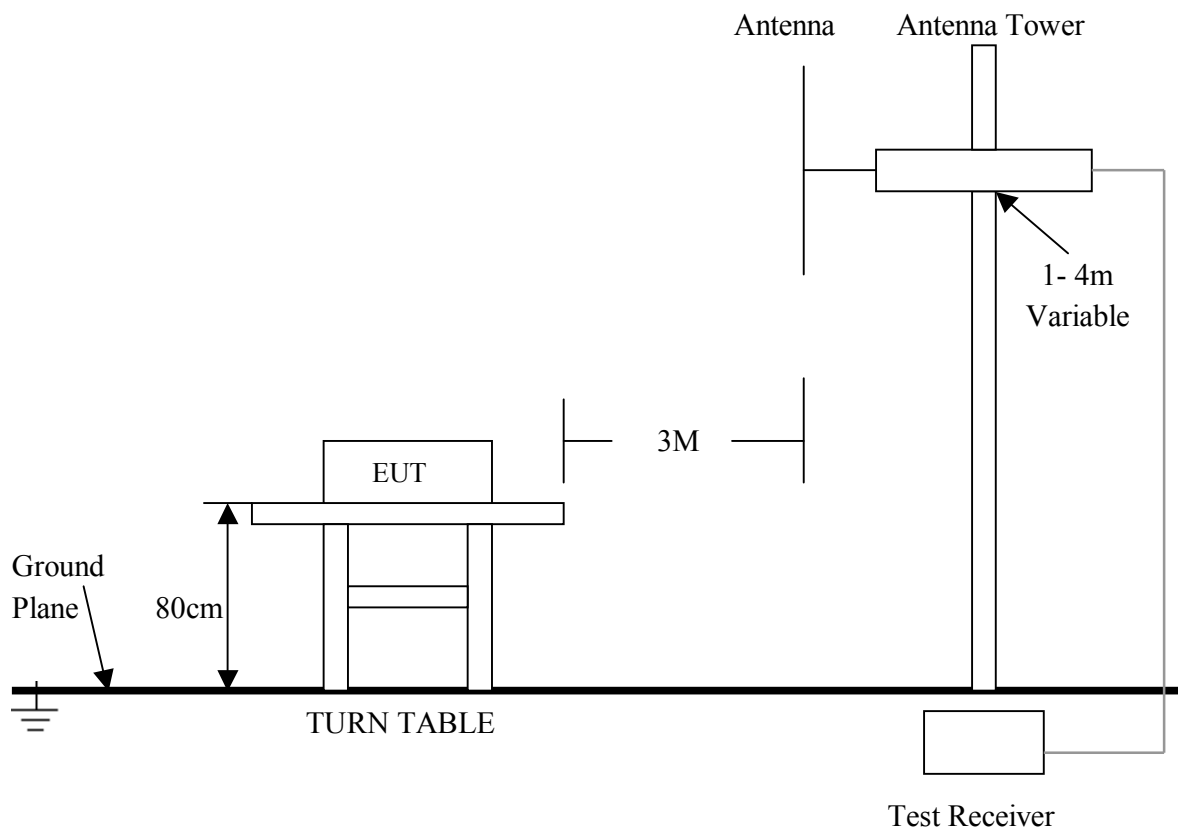 Antenna
Antenna Tower
1- 4m
Variable
3M
EUT
Ground
Plane
80cm
TURN TABLE
Test Receiver